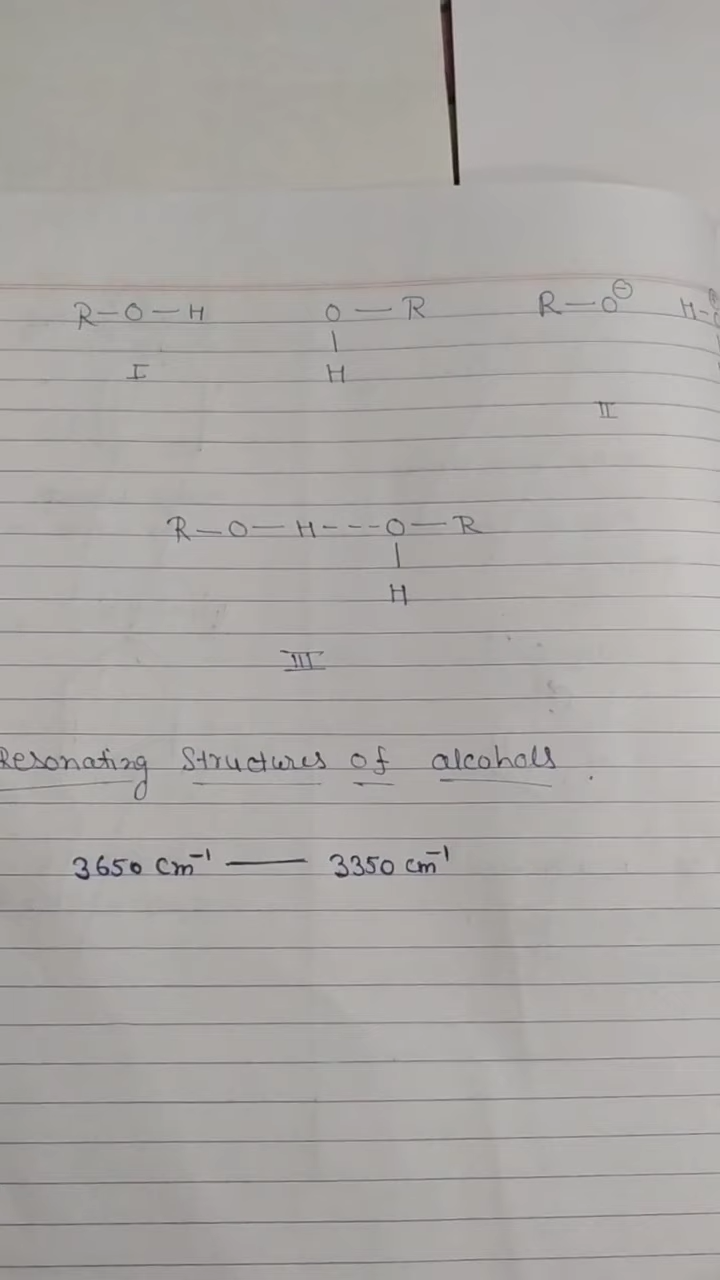 R—O—H O—R R—O⊖ H-
|
H
I
II
R—O—H---O—R
|
H
III
Resonating Structures of alcohols.
3650 cm⁻¹ —— 3350 cm⁻¹